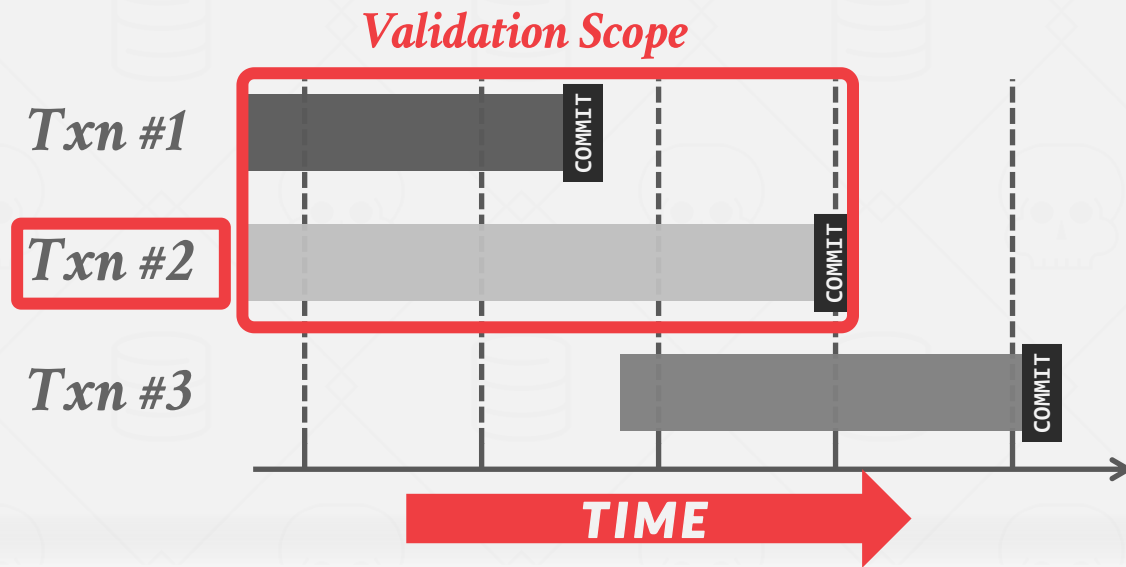 Validation Scope
Txn #1
COMMIT
Txn #2
COMMIT
Txn #3
COMMIT
TIME